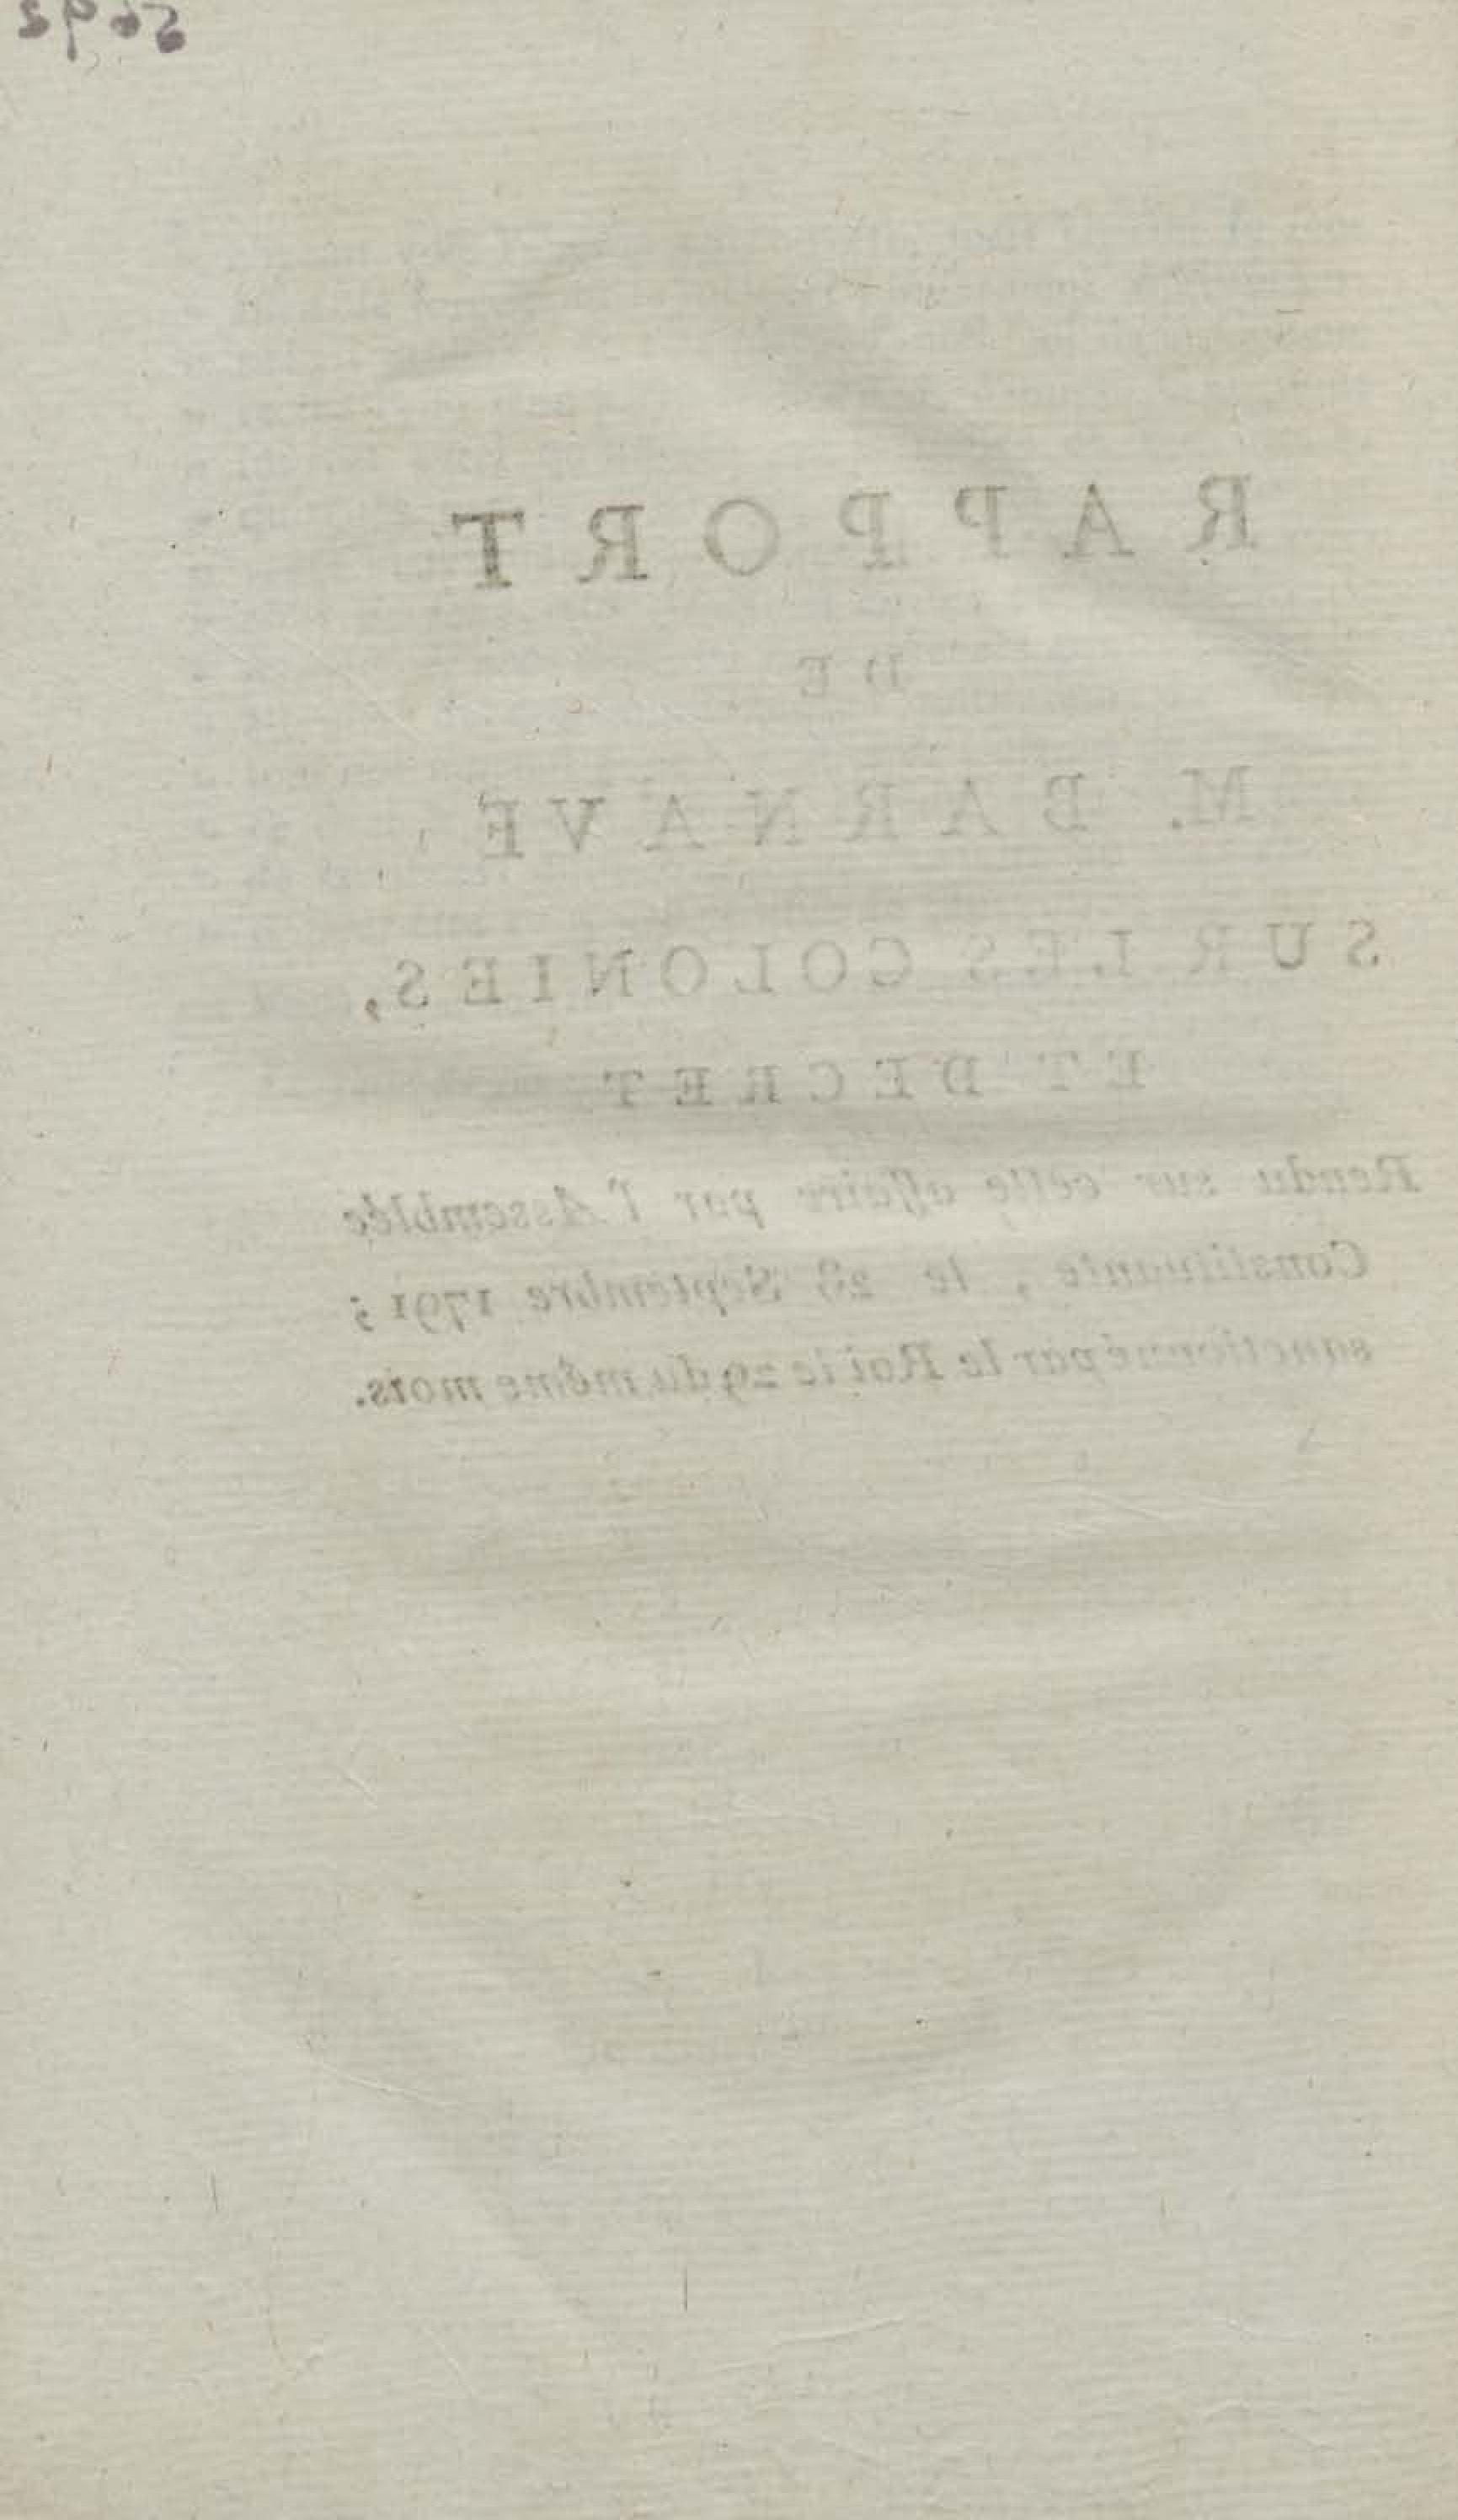 RAPPORT
DE
M. BARNAVE
SUR LES COLONIES,
ET DECRET
Rendu sur cette affaire par l'Assemblée
Constituante, le 28 Septembre 1791;
sanctionné par le Roi le 29 du même mois.